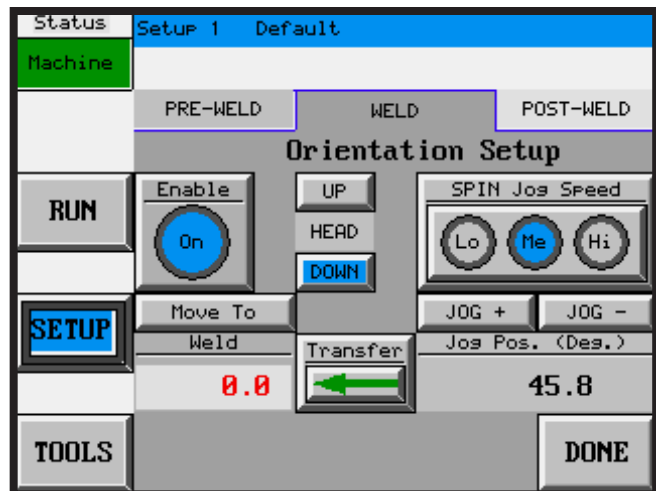 Status
Setup 1 Default
Machine
PRE-WELD WELD POST-WELD
Orientation Setup
RUN
Enable
On
UP
HEAD
DOWN
SPIN Jog Speed
Lo Me Hi
SETUP
Move To
JOG + JOG -
Weld
Transfer
Jog Pos. (Deg.)
0.0
45.8
TOOLS
DONE